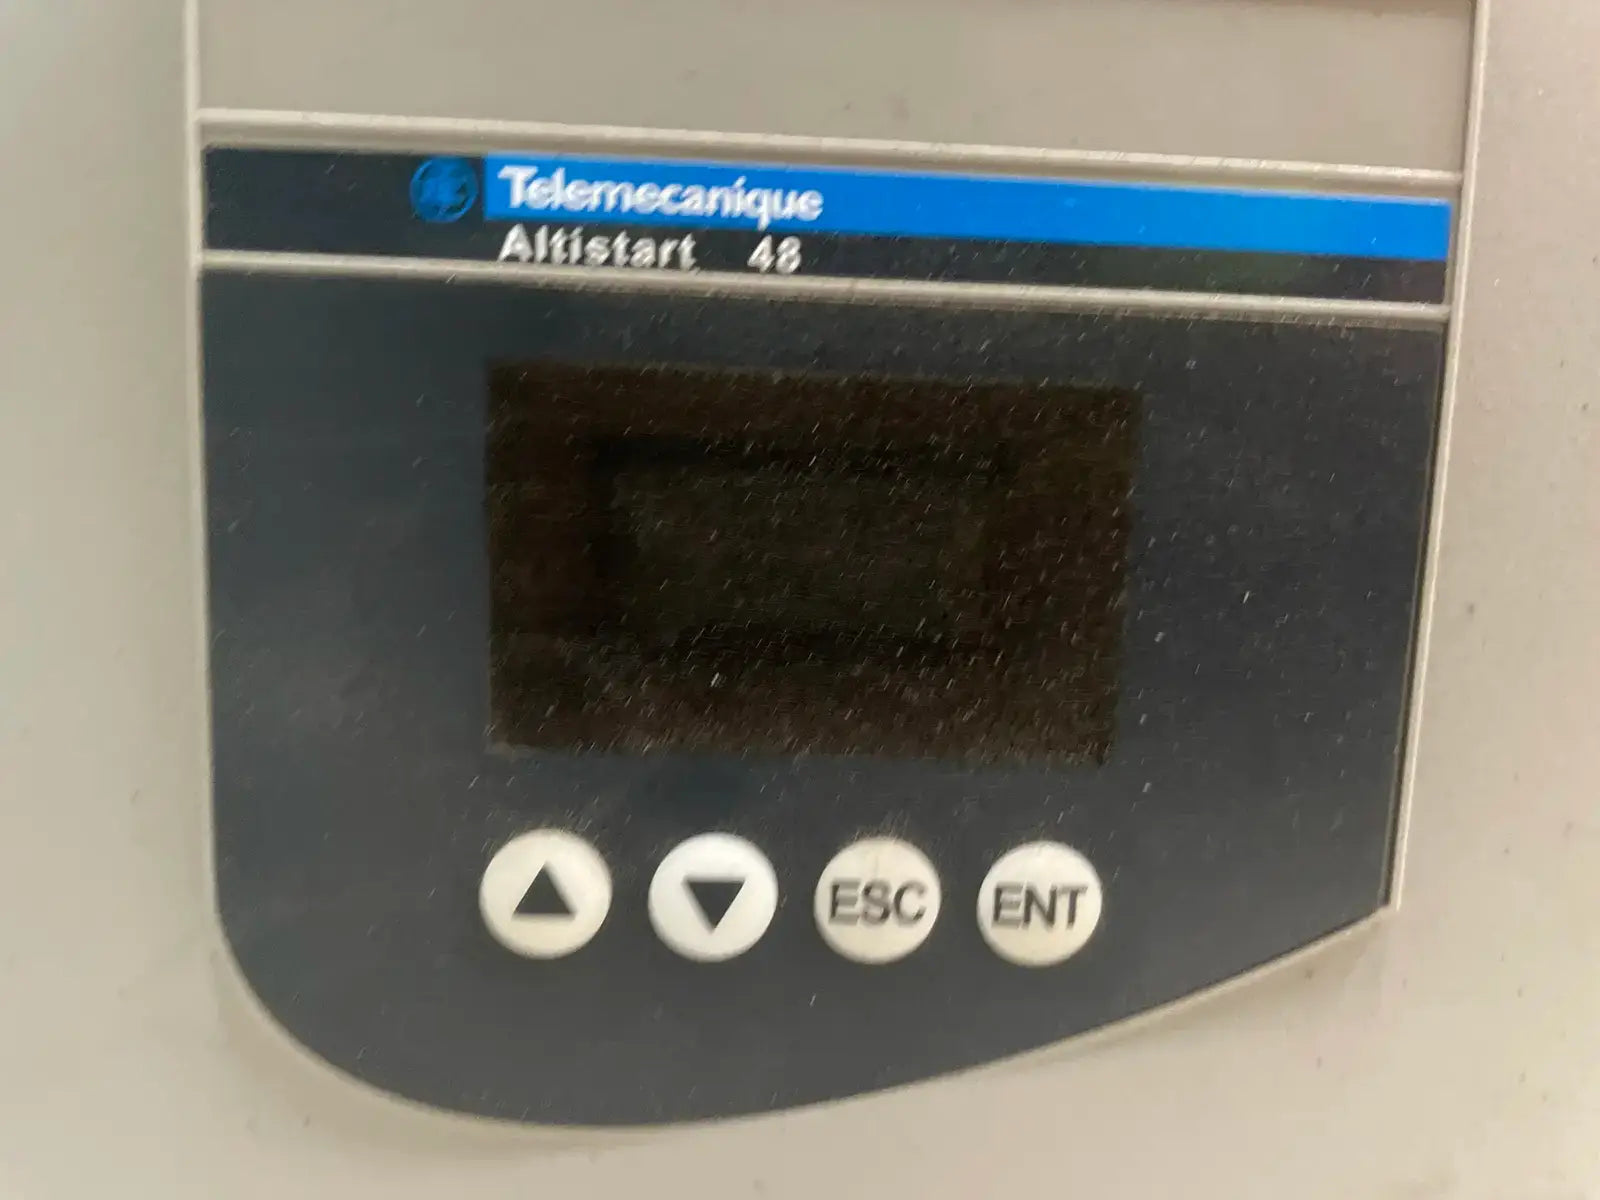 Telemecanique
Altistart 48
ESC
ENT